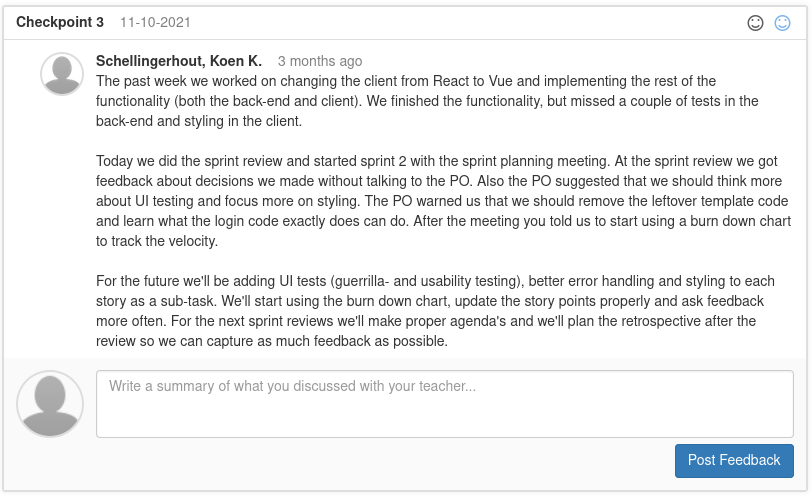 Checkpoint 3 11-10-2021
Schellingerhout, Koen K. 3 months ago
The past week we worked on changing the client from React to Vue and implementing the rest of the
functionality (both the back-end and client). We finished the functionality, but missed a couple of tests in the
back-end and styling in the client.
Today we did the sprint review and started sprint 2 with the sprint planning meeting. At the sprint review we got
feedback about decisions we made without talking to the PO. Also the PO suggested that we should think more
about UI testing and focus more on styling. The PO warned us that we should remove the leftover template code
and learn what the login code exactly does can do. After the meeting you told us to start using a burn down chart
to track the velocity.
For the future we'll be adding UI tests (guerrilla- and usability testing), better error handling and styling to each
story as a sub-task. We'll start using the burn down chart, update the story points properly and ask feedback
more often. For the next sprint reviews we'll make proper agenda's and we'll plan the retrospective after the
review so we can capture as much feedback as possible.
Write a summary of what you discussed with your teacher...
Post Feedback